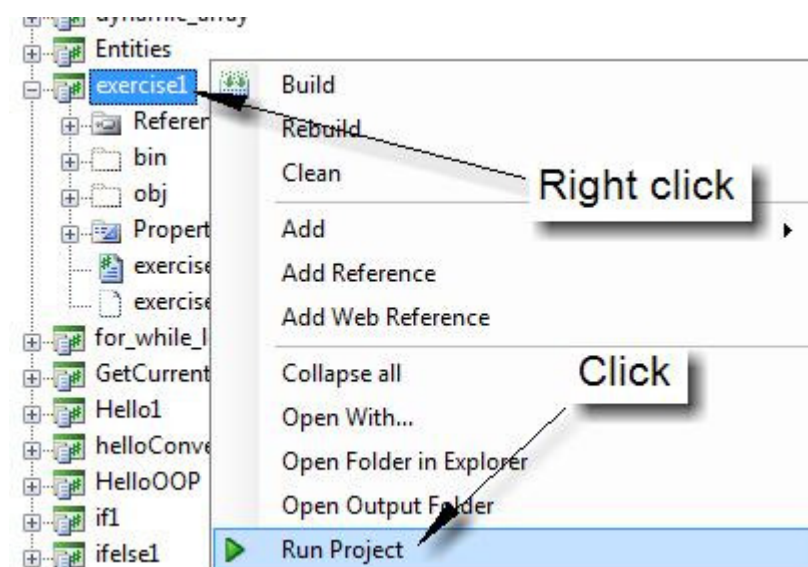 dynamic_array
Entities
exercise1
Referen
bin
obj
Propert
exercise
exercise
for_while_l
GetCurrent
Hello1
helloConve
HelloOOP
if1
ifelse1
Build
Rebuild
Clean
Add
Add Reference
Add Web Reference
Collapse all
Open With...
Open Folder in Explorer
Open Output Folder
Run Project
Right click
Click